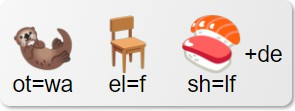 +de
ot=wa el=f sh=lf